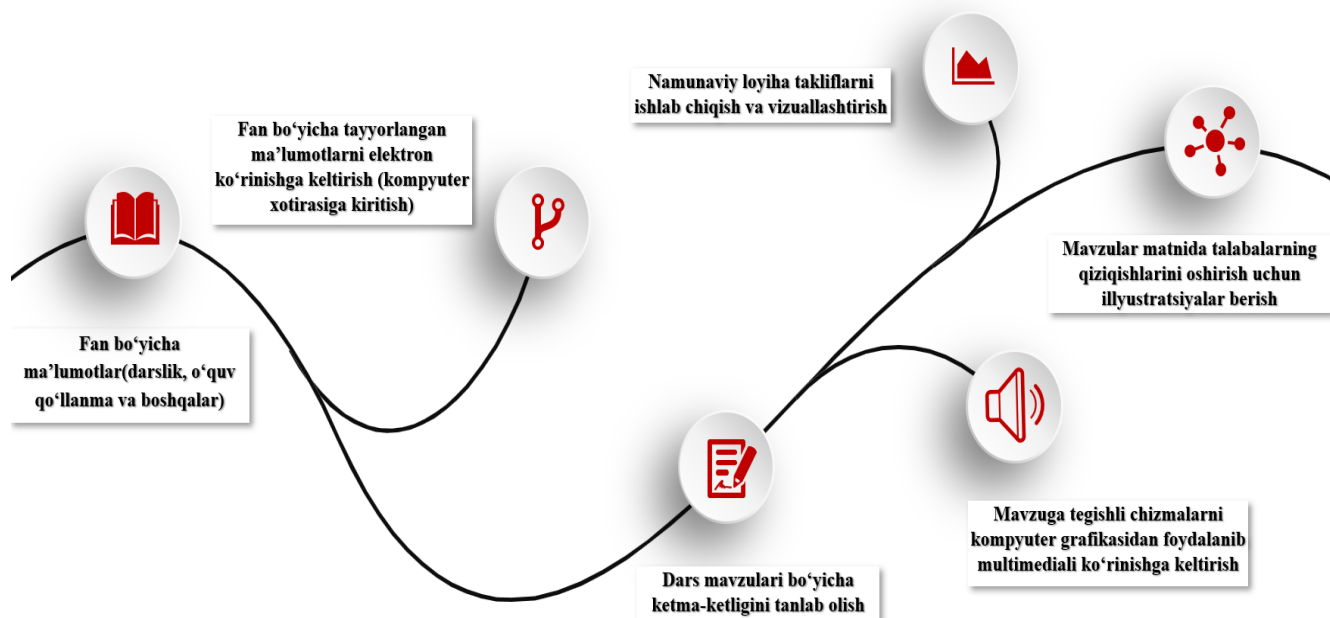 Fan bo‘yicha
ma’lumotlar(darslik, o‘quv
qo‘llanma va boshqalar)
Fan bo‘yicha tayyorlangan
ma’lumotlarni elektron
ko‘rinishga keltirish (kompyuter
xotirasiga kiritish)
Dars mavzulari bo‘yicha
ketma-ketligini tanlab olish
Namunaviy loyiha takliflarni
ishlab chiqish va vizuallashtirish
Mavzuga tegishli chizmalarni
kompyuter grafikasidan foydalanib
multimediali ko‘rinishga keltirish
Mavzular matnida talabalarning
qiziqishlarini oshirish uchun
illyustratsiyalar berish